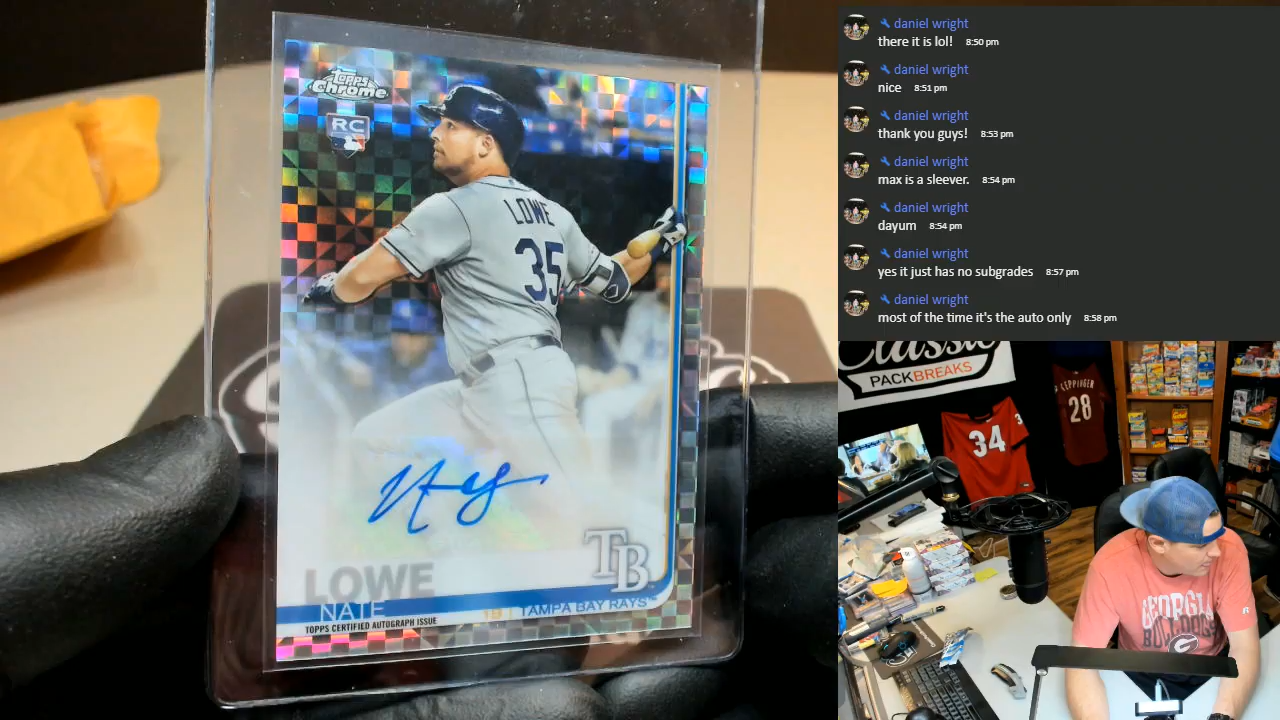 TOPPS
Chrome
RC
LOWE
35
TB
LOWE
NATE
1B | TAMPA BAY RAYS
TOPPS CERTIFIED AUTOGRAPH ISSUE
daniel wright
there it is lol! 8:50 pm
daniel wright
nice 8:51 pm
daniel wright
thank you guys! 8:53 pm
daniel wright
max is a sleever. 8:54 pm
daniel wright
dayum 8:54 pm
daniel wright
yes it just has no subgrades 8:57 pm
daniel wright
most of the time it's the auto only 8:58 pm
Classic
PACK BREAKS
LEPPINGER
28
34
GEORGIA
BULLDOGS
G